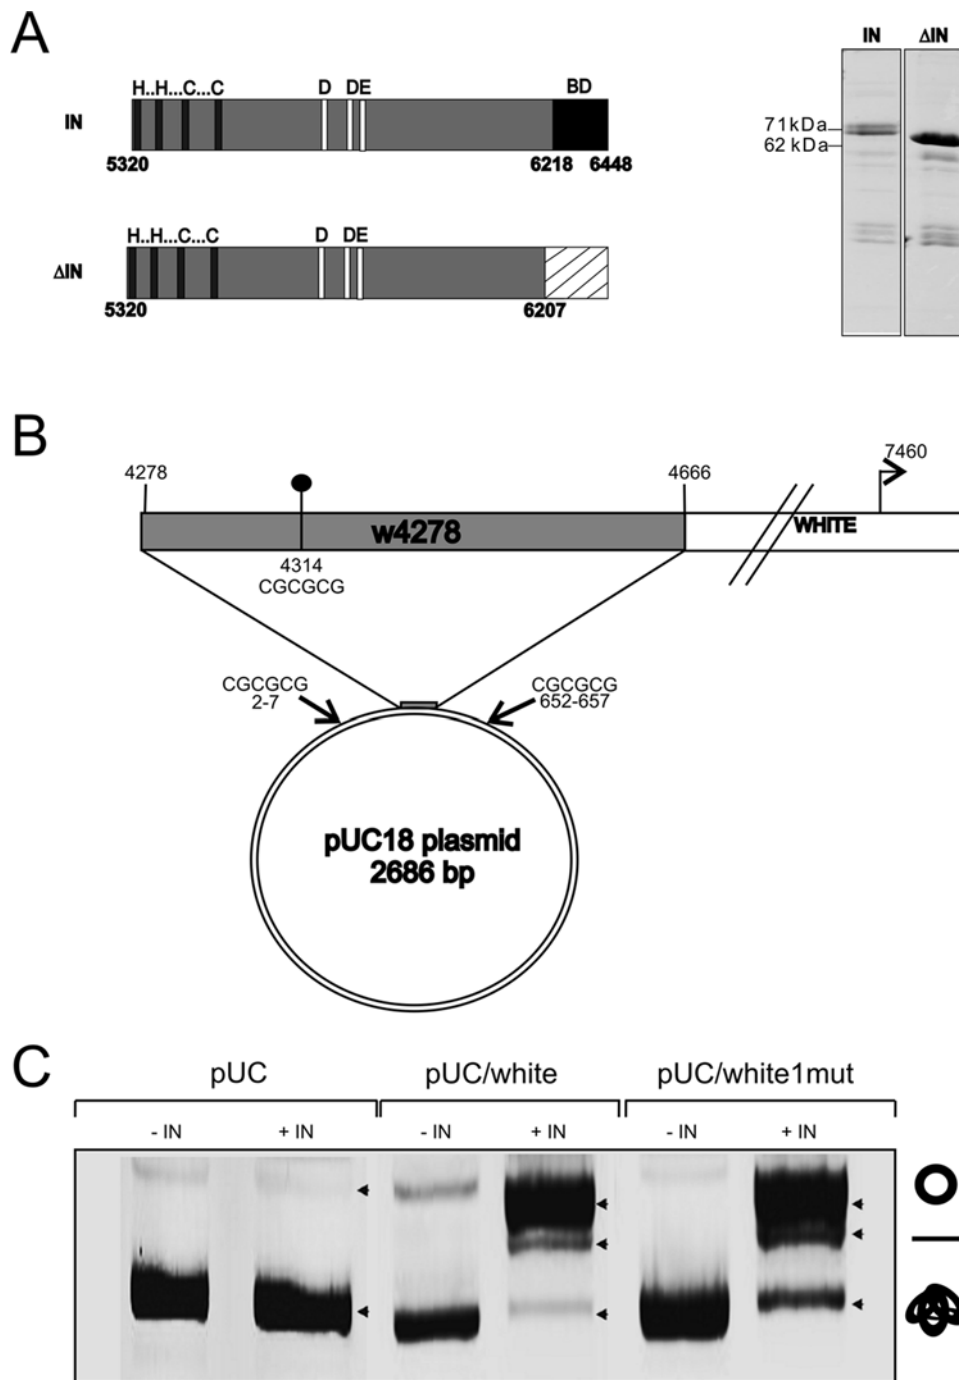 A
IN ΔIN
H..H...C...C D DE BD
IN
5320 6218 6448
71kDa
62 kDa
H..H...C...C D DE
ΔIN
5320 6207
B
4278 4666 7460
w4278 WHITE
4314
CGCGCG
CGCGCG
2-7
CGCGCG
652-657
pUC18 plasmid
2686 bp
C
pUC pUC/white pUC/white1mut
- IN + IN - IN + IN - IN + IN